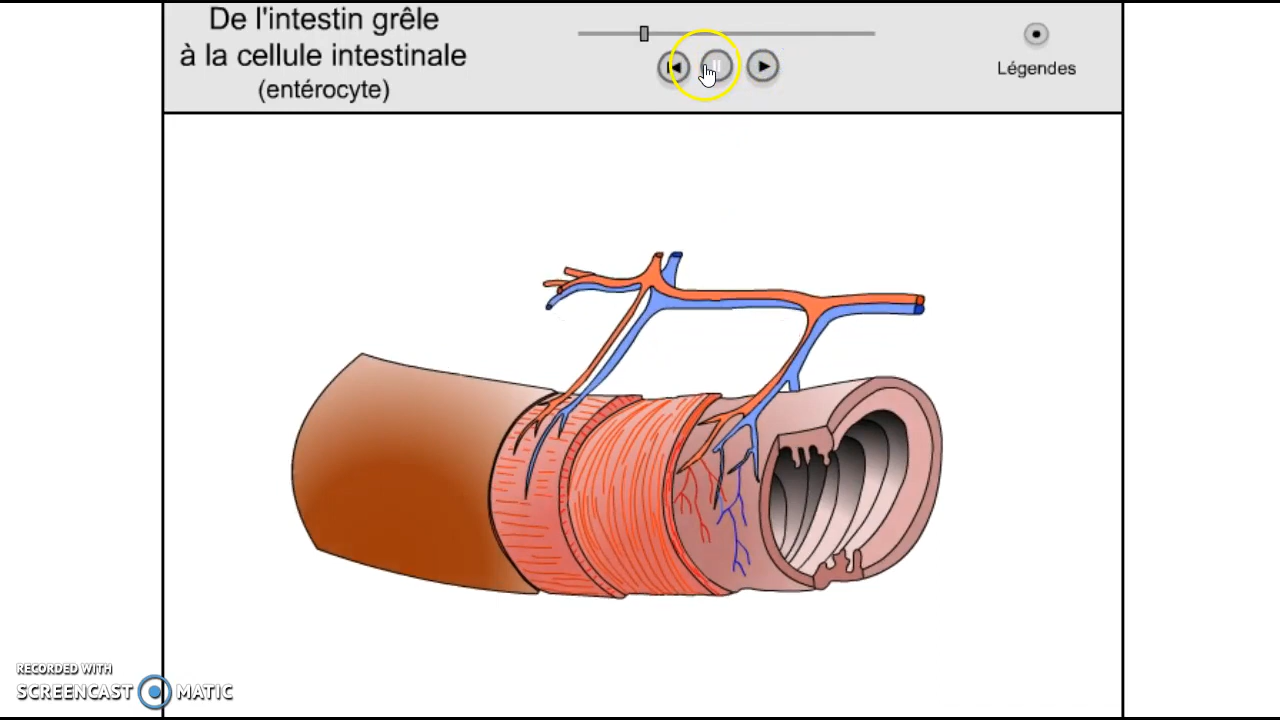 De l'intestin grêle
à la cellule intestinale
(entérocyte)
Légendes
RECORDED WITH
SCREENCAST MATIC